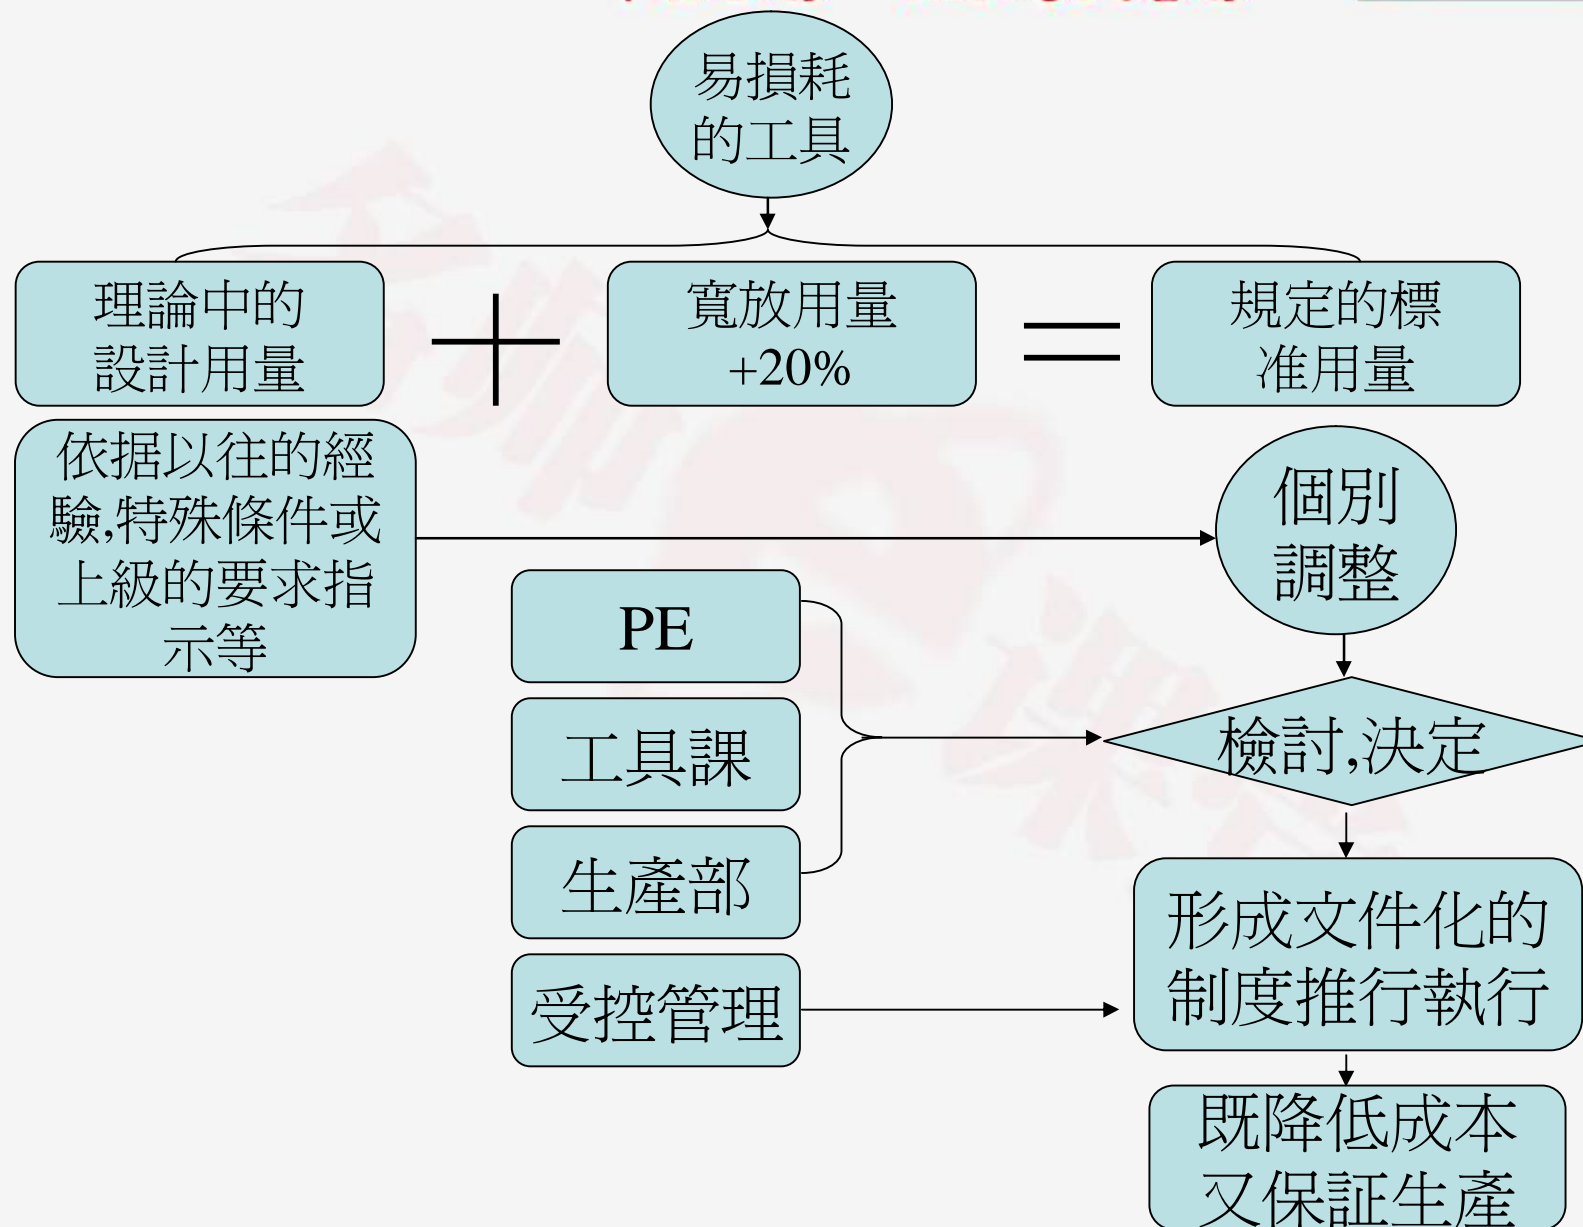 易損耗
的工具
理論中的
設計用量
寬放用量
+20%
規定的標
准用量
依据以往的經
驗,特殊條件或
上級的要求指
示等
個別
調整
PE
工具課
生產部
檢討,決定
受控管理
形成文件化的
制度推行執行
既降低成本
又保証生產